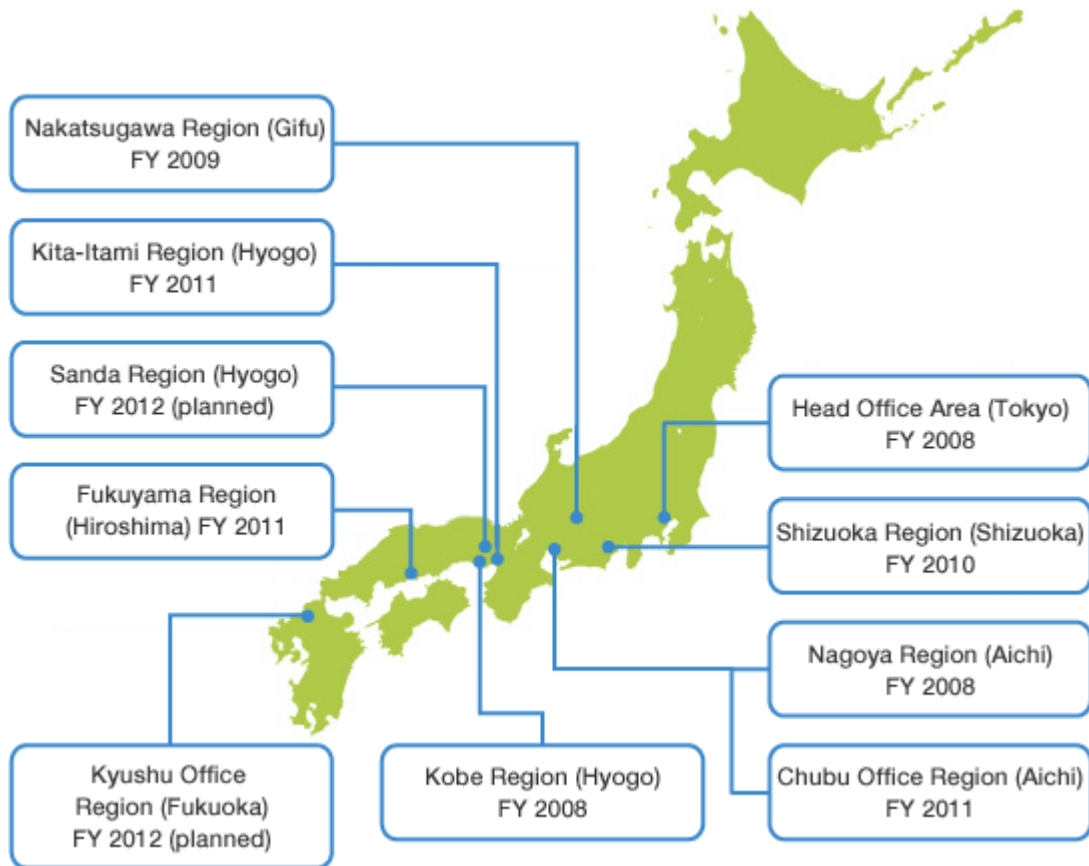 Nakatsugawa Region (Gifu)
FY 2009
Kita-Itami Region (Hyogo)
FY 2011
Sanda Region (Hyogo)
FY 2012 (planned)
Fukuyama Region
(Hiroshima) FY 2011
Kyushu Office
Region (Fukuoka)
FY 2012 (planned)
Kobe Region (Hyogo)
FY 2008
Head Office Area (Tokyo)
FY 2008
Shizuoka Region (Shizuoka)
FY 2010
Nagoya Region (Aichi)
FY 2008
Chubu Office Region (Aichi)
FY 2011